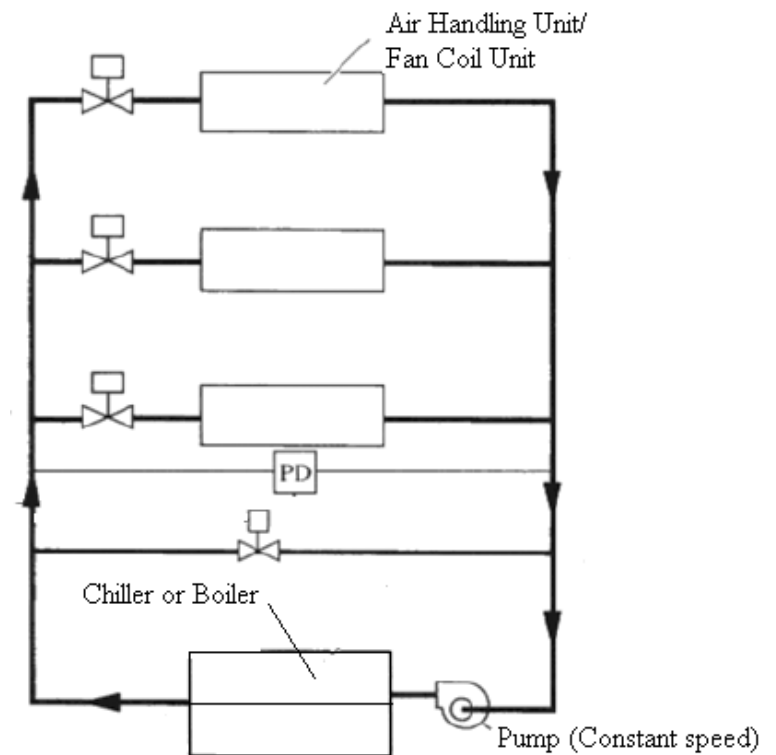 Air Handling Unit/
Fan Coil Unit
PD
Chiller or Boiler
Pump (Constant speed)